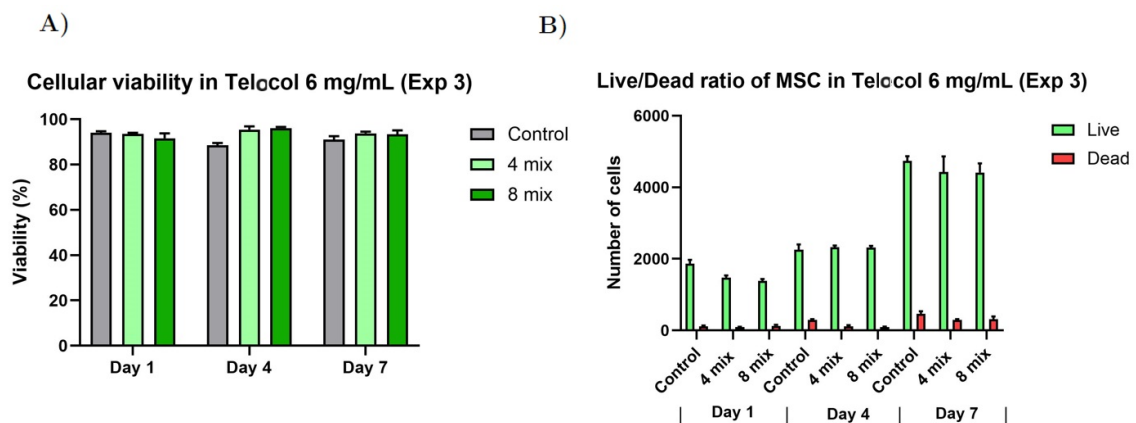 A)
Cellular viability in Telocol 6 mg/mL (Exp 3)
Viability (%)
100
80
60
40
20
0
Day 1
Day 4
Day 7
Control
4 mix
8 mix
B)
Live/Dead ratio of MSC in Telocol 6 mg/mL (Exp 3)
Number of cells
6000
4000
2000
0
Control
4 mix
8 mix
Control
4 mix
8 mix
Control
4 mix
8 mix
| Day 1 | Day 4 | Day 7 |
Live
Dead